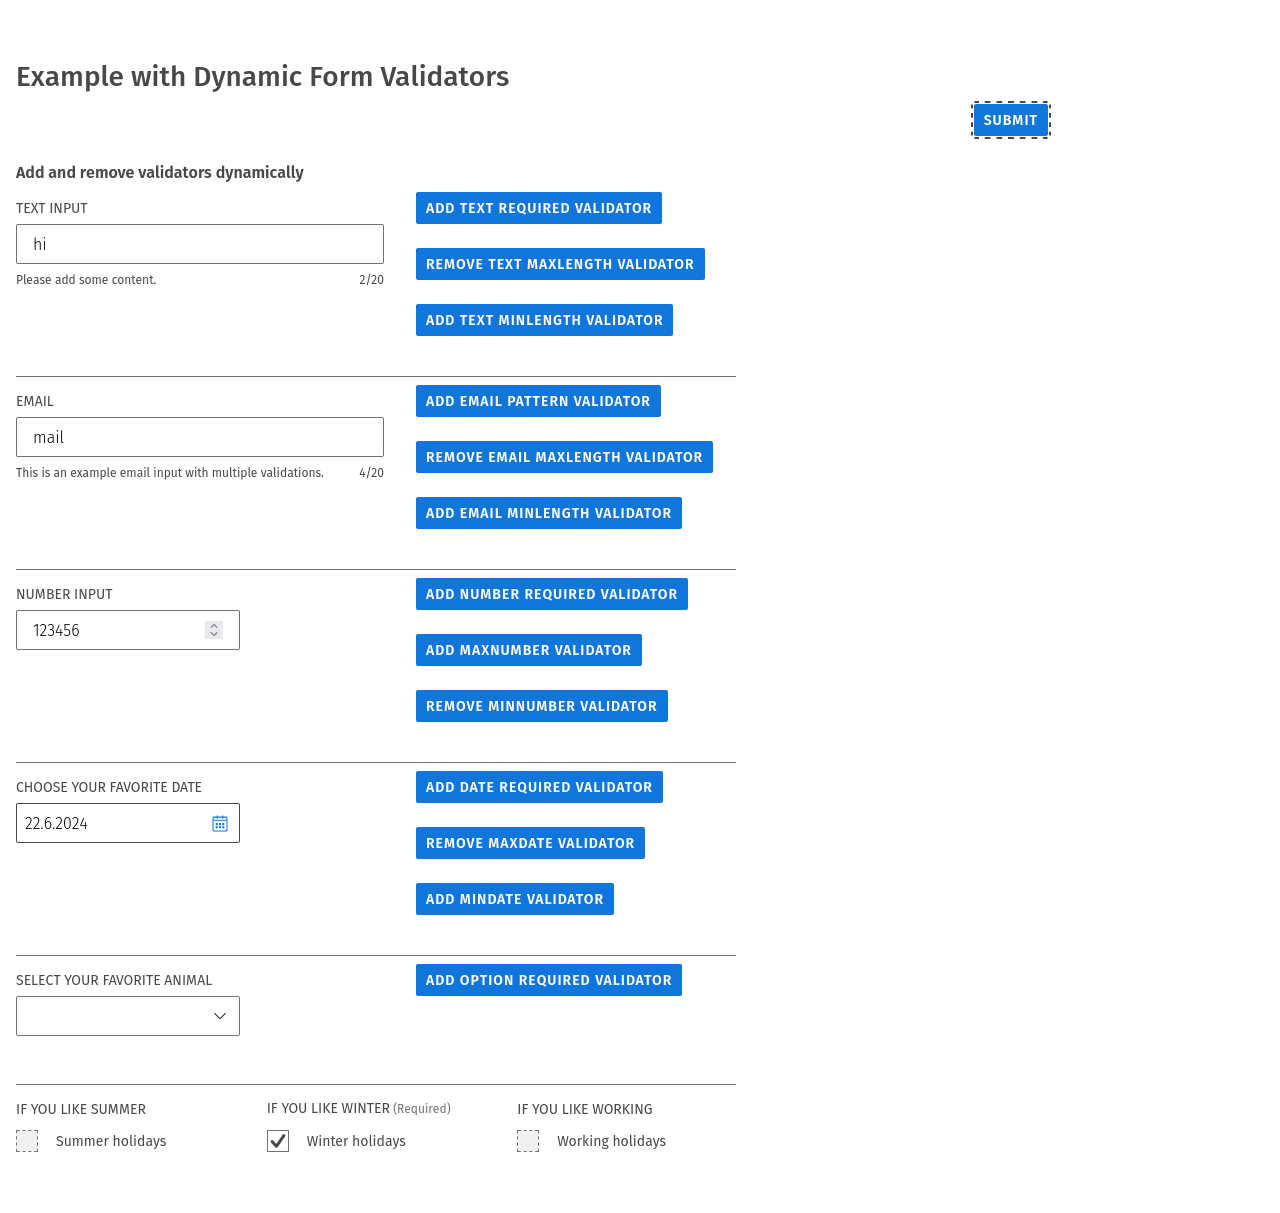 Example with Dynamic Form Validators
SUBMIT
Add and remove validators dynamically
TEXT INPUT
hi
Please add some content. 2/20
ADD TEXT REQUIRED VALIDATOR
REMOVE TEXT MAXLENGTH VALIDATOR
ADD TEXT MINLENGTH VALIDATOR
EMAIL
mail
This is an example email input with multiple validations. 4/20
ADD EMAIL PATTERN VALIDATOR
REMOVE EMAIL MAXLENGTH VALIDATOR
ADD EMAIL MINLENGTH VALIDATOR
NUMBER INPUT
123456
ADD NUMBER REQUIRED VALIDATOR
ADD MAXNUMBER VALIDATOR
REMOVE MINNUMBER VALIDATOR
CHOOSE YOUR FAVORITE DATE
22.6.2024
ADD DATE REQUIRED VALIDATOR
REMOVE MAXDATE VALIDATOR
ADD MINDATE VALIDATOR
SELECT YOUR FAVORITE ANIMAL
ADD OPTION REQUIRED VALIDATOR
IF YOU LIKE SUMMER
Summer holidays
IF YOU LIKE WINTER (Required)
Winter holidays
IF YOU LIKE WORKING
Working holidays